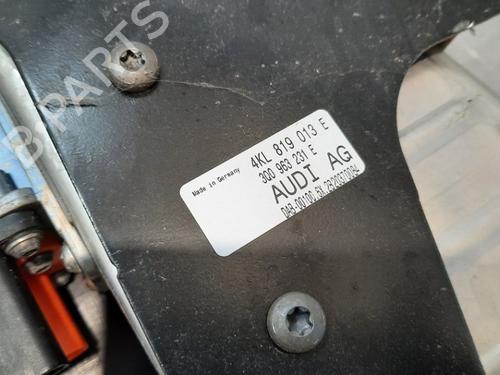 B-PARTS
Made in Germany
4KL 819 013 E
3Q0 963 231 E
AUDI AG